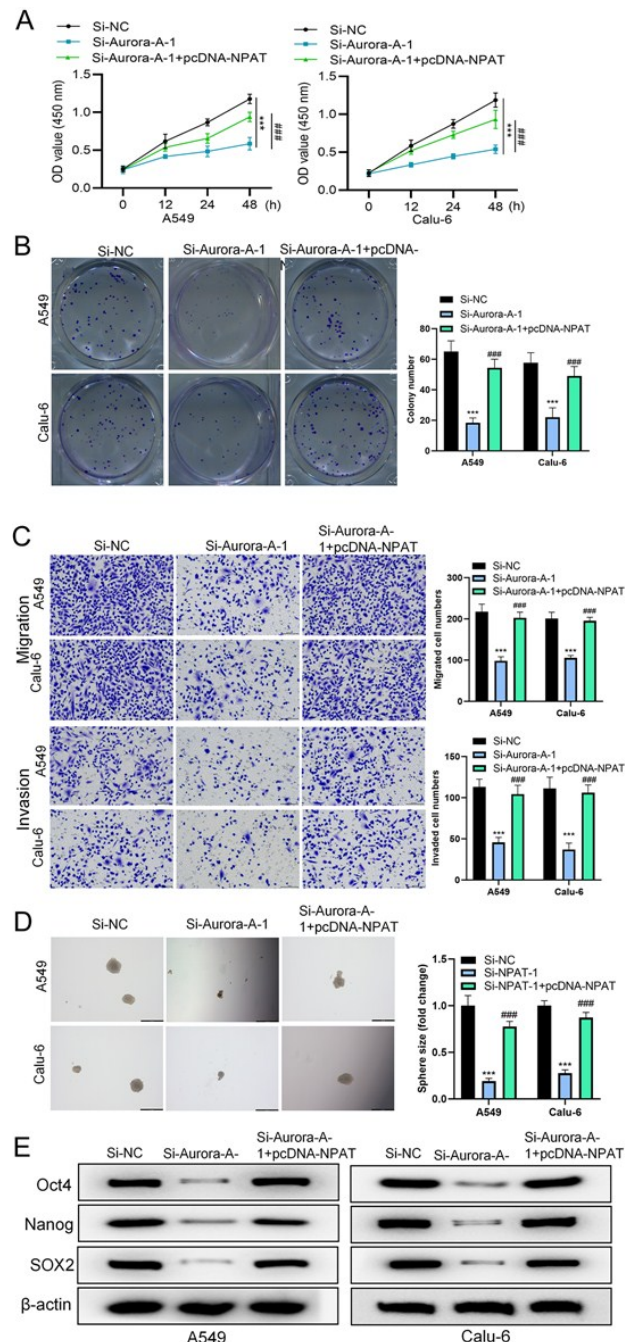 A
Si-NC
Si-Aurora-A-1
Si-Aurora-A-1+pcDNA-NPAT
OD value (450 nm)
1.5
1.0
0.5
0.0
0 12 24 48 (h)
A549
***
###
Si-NC
Si-Aurora-A-1
Si-Aurora-A-1+pcDNA-NPAT
OD value (450 nm)
1.5
1.0
0.5
0.0
0 12 24 48 (h)
Calu-6
***
###
B
Si-NC Si-Aurora-A-1 Si-Aurora-A-1+pcDNA-
A549
Calu-6
Si-NC
Si-Aurora-A-1
Si-Aurora-A-1+pcDNA-NPAT
Colony number
80
60
40
20
0
*** ### *** ###
A549 Calu-6
C
Si-NC Si-Aurora-A-1 Si-Aurora-A-
1+pcDNA-NPAT
Migration
A549
Calu-6
Invasion
A549
Calu-6
Si-NC
Si-Aurora-A-1
Si-Aurora-A-1+pcDNA-NPAT
Migrated cell numbers
300
200
100
0
*** ### *** ###
A549 Calu-6
Si-NC
Si-Aurora-A-1
Si-Aurora-A-1+pcDNA-NPAT
Invaded cell numbers
150
100
50
0
*** ### *** ###
A549 Calu-6
D
Si-NC Si-Aurora-A-1 Si-Aurora-A-
1+pcDNA-NPAT
A549
Calu-6
Si-NC
Si-NPAT-1
Si-NPAT-1+pcDNA-NPAT
Sphere size (fold change)
1.5
1.0
0.5
0.0
*** ### *** ###
A549 Calu-6
E
Si-NC Si-Aurora-A- Si-Aurora-A-
1+pcDNA-NPAT
Si-NC Si-Aurora-A- Si-Aurora-A-
1+pcDNA-NPAT
Oct4
Nanog
SOX2
β-actin
A549
Calu-6